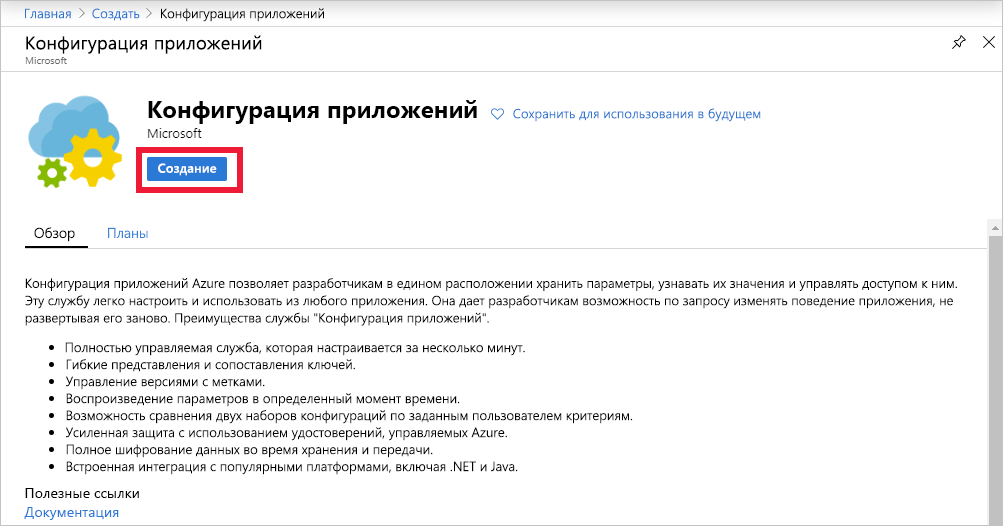 Главная > Создать > Конфигурация приложений
Конфигурация приложений
Microsoft
Конфигурация приложений
Сохранить для использования в будущем
Microsoft
Создание
Обзор
Планы
Конфигурация приложений Azure позволяет разработчикам в едином расположении хранить параметры, узнавать их значения и управлять доступом к ним.
Эту службу легко настроить и использовать из любого приложения. Она дает разработчикам возможность по запросу изменять поведение приложения, не
развертывая его заново. Преимущества службы "Конфигурация приложений".
• Полностью управляемая служба, которая настраивается за несколько минут.
• Гибкие представления и сопоставления ключей.
• Управление версиями с метками.
• Воспроизведение параметров в определенный момент времени.
• Возможность сравнения двух наборов конфигураций по заданным пользователем критериям.
• Усиленная защита с использованием удостоверений, управляемых Azure.
• Полное шифрование данных во время хранения и передачи.
• Встроенная интеграция с популярными платформами, включая .NET и Java.
Полезные ссылки
Документация